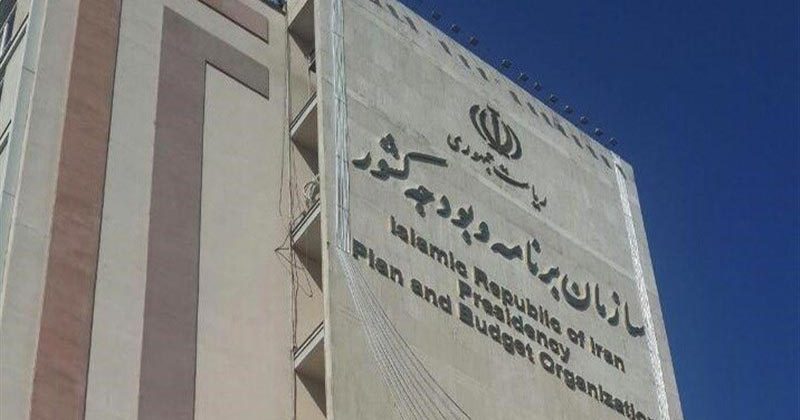 ریاست جمهوری
سازمان برنامه و بودجه کشور
Islamic Republic of Iran
Presidency
Plan and Budget Organization